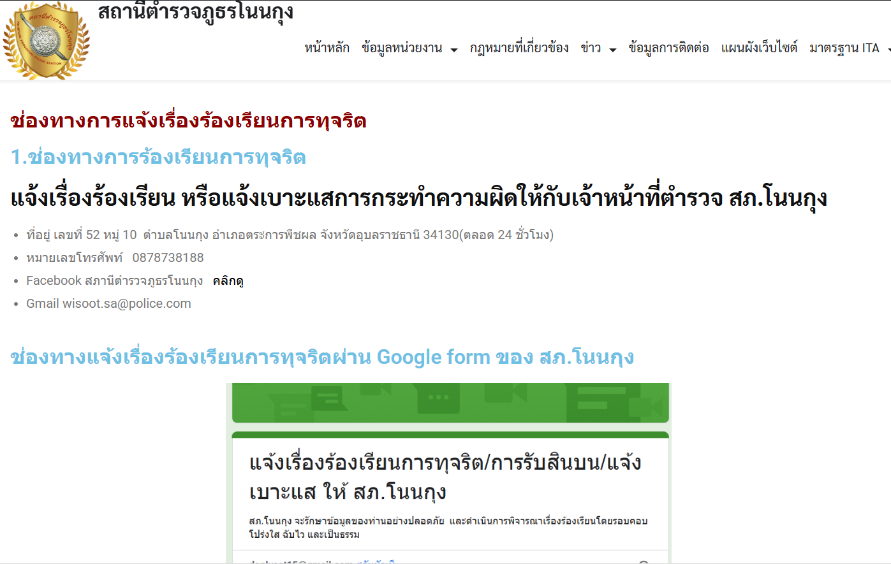 สถานีตำรวจภูธรโนนกุง
หน้าหลัก ข้อมูลหน่วยงาน กฎหมายที่เกี่ยวข้อง ข่าว ข้อมูลการติดต่อ แผนผังเว็บไซต์ มาตรฐาน ITA
ช่องทางการแจ้งเรื่องร้องเรียนการทุจริต
1.ช่องทางการร้องเรียนการทุจริต
แจ้งเรื่องร้องเรียน หรือแจ้งเบาะแสการกระทำความผิดให้กับเจ้าหน้าที่ตำรวจ สภ.โนนกุง
ที่อยู่ เลขที่ 52 หมู่ 10 ตำบลโนนกุง อำเภอตระการพืชผล จังหวัดอุบลราชธานี 34130(ตลอด 24 ชั่วโมง)
หมายเลขโทรศัพท์ 0878738188
Facebook สภานีตำรวจภูธรโนนกุง คลิกดู
Gmail wisoot.sa@police.com
ช่องทางแจ้งเรื่องร้องเรียนการทุจริตผ่าน Google form ของ สภ.โนนกุง
แจ้งเรื่องร้องเรียนการทุจริต/การรับสินบน/แจ้ง
เบาะแส ให้ สภ.โนนกุง
สภ.โนนกุง จะรักษาข้อมูลของท่านอย่างปลอดภัย และดำเนินการพิจารณาเรื่องร้องเรียนโดยรอบคอบ
โปร่งใส ฉับไว และเป็นธรรม